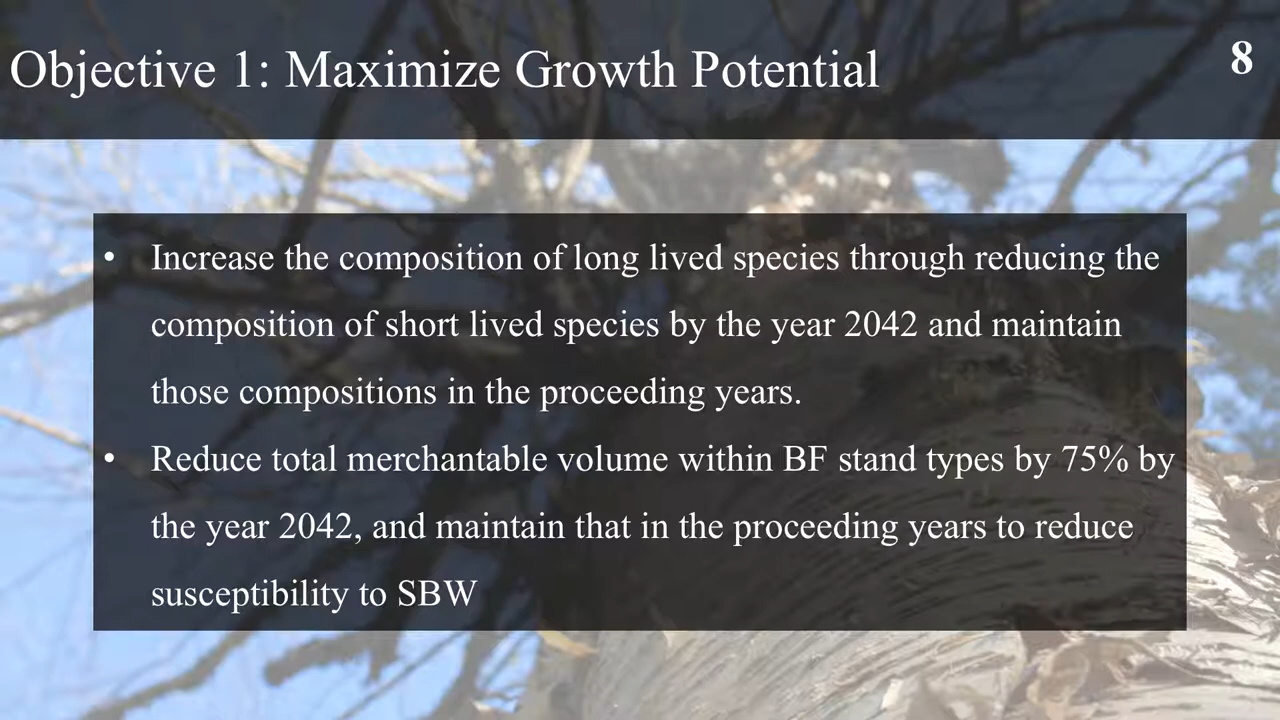 Objective 1: Maximize Growth Potential
8
• Increase the composition of long lived species through reducing the
composition of short lived species by the year 2042 and maintain
those compositions in the proceeding years.
• Reduce total merchantable volume within BF stand types by 75% by
the year 2042, and maintain that in the proceeding years to reduce
susceptibility to SBW